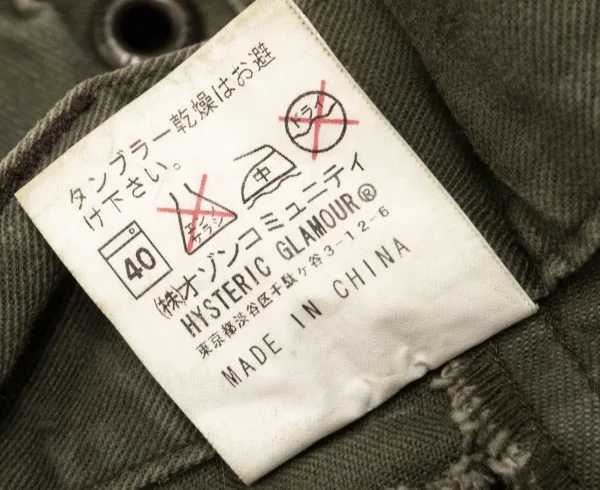 タンブラー乾燥はお避
け下さい。
40
エンソ
サラシ
中
ドライ
(株)オゾンコミュニティ
HYSTERIC GLAMOUR®
東京都渋谷区千駄ヶ谷3-12-6
MADE IN CHINA